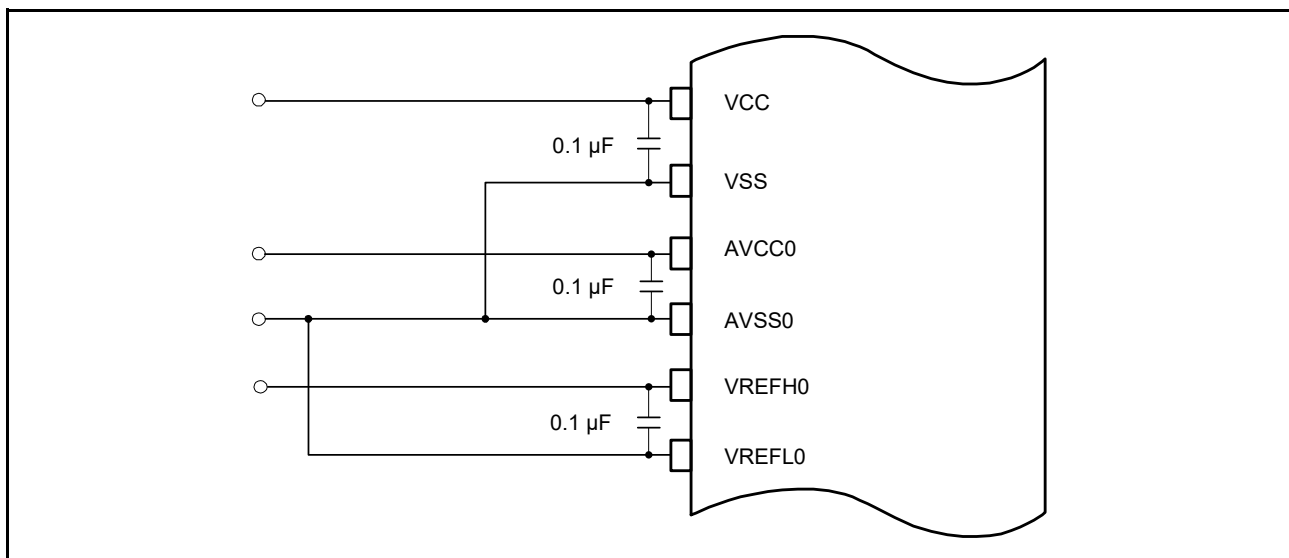 VCC
0.1 µF
VSS
AVCC0
0.1 µF
AVSS0
VREFH0
0.1 µF
VREFL0